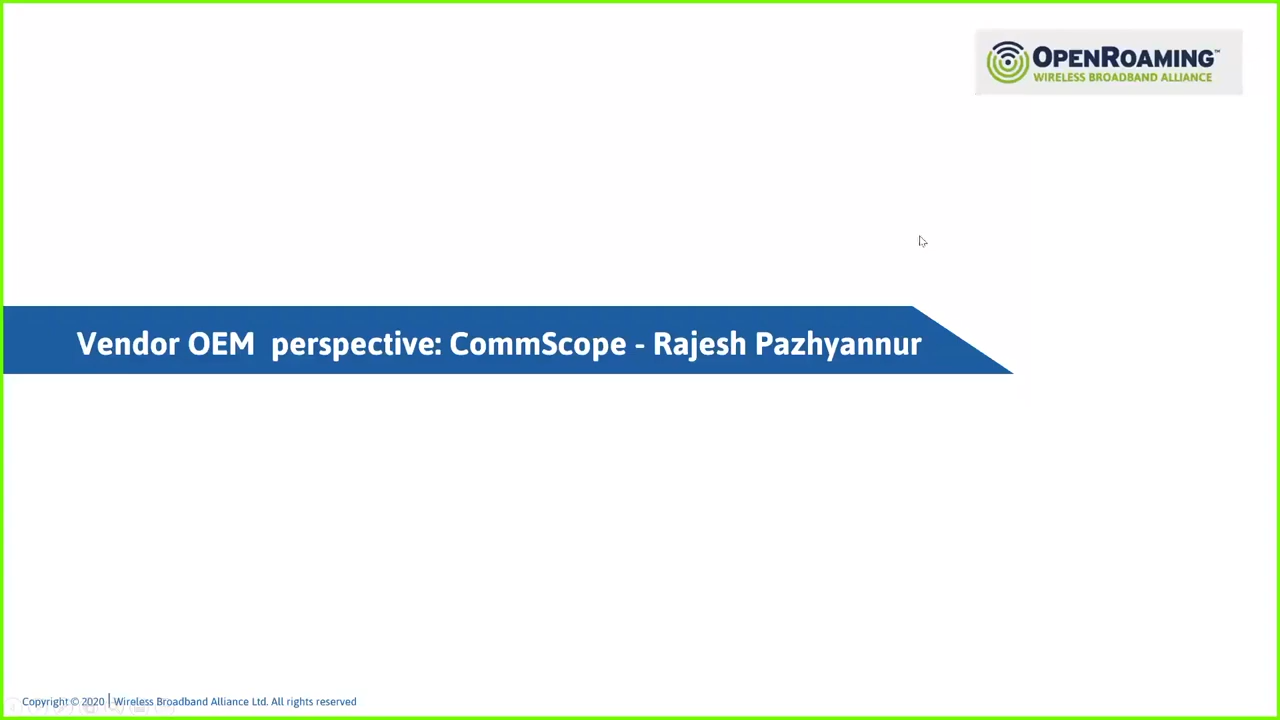 OPENROAMING™
WIRELESS BROADBAND ALLIANCE
Vendor OEM perspective: CommScope - Rajesh Pazhyannur
Copyright © 2020 | Wireless Broadband Alliance Ltd. All rights reserved